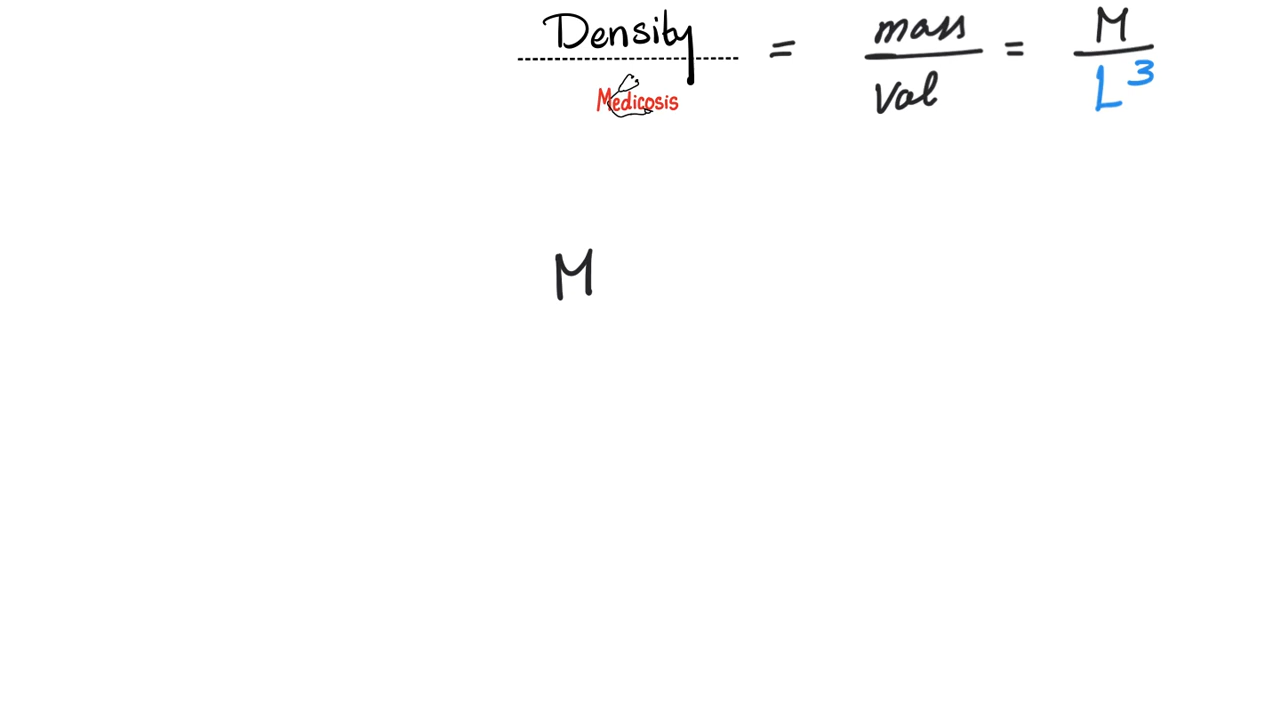 Density = mass / Vol = M / L³
Medicosis
M